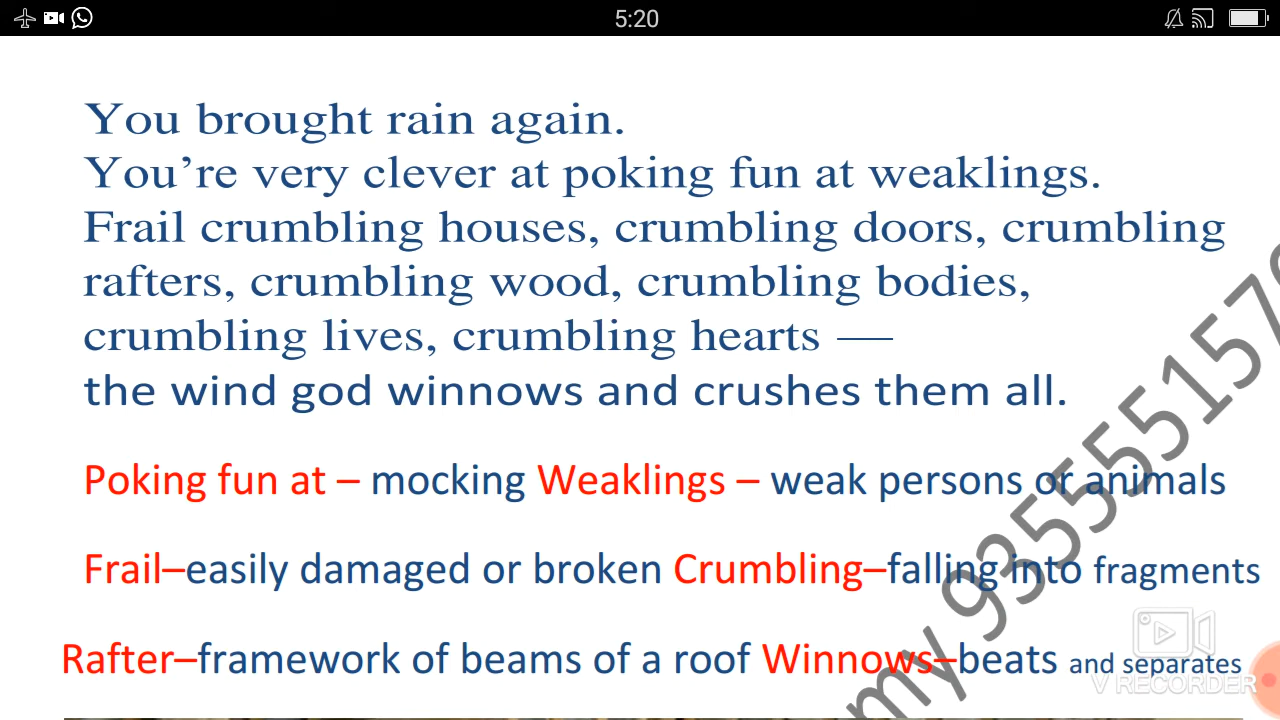 5:20
You brought rain again.
You’re very clever at poking fun at weaklings.
Frail crumbling houses, crumbling doors, crumbling
rafters, crumbling wood, crumbling bodies,
crumbling lives, crumbling hearts —
the wind god winnows and crushes them all.
Poking fun at – mocking Weaklings – weak persons or animals
Frail–easily damaged or broken Crumbling–falling into fragments
Rafter–framework of beams of a roof Winnows–beats and separates
my 935555157
V RECORDER